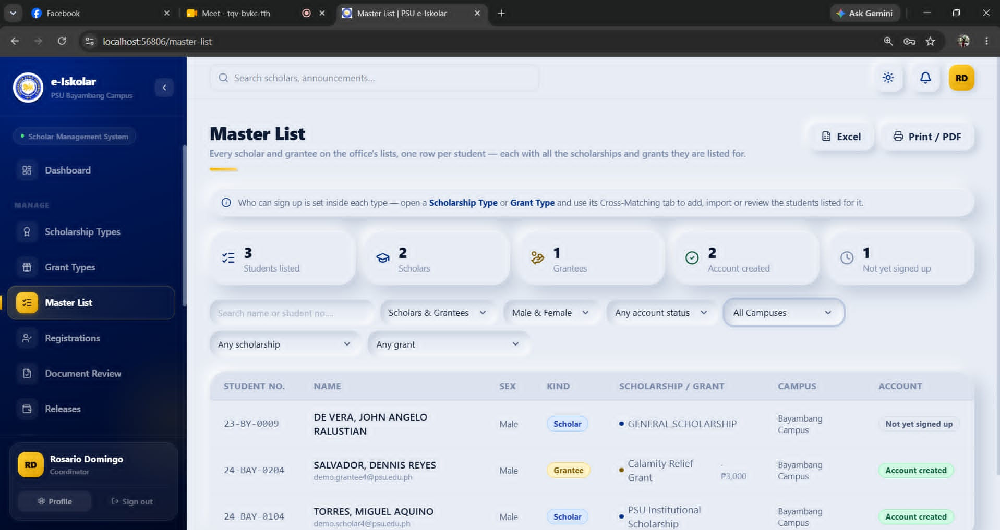 Facebook
Meet - tqv-bvkc-tth
Master List | PSU e-Iskolar
Ask Gemini
localhost:56806/master-list
e-Iskolar
PSU Bayambang Campus
Scholar Management System
Dashboard
MANAGE
Scholarship Types
Grant Types
Master List
Registrations
Document Review
Releases
RD
Rosario Domingo
Coordinator
Profile
Sign out
Search scholars, announcements...
RD
Master List
Every scholar and grantee on the office's lists, one row per student — each with all the scholarships and grants they are listed for.
Excel
Print / PDF
Who can sign up is set inside each type — open a Scholarship Type or Grant Type and use its Cross-Matching tab to add, import or review the students listed for it.
3
Students listed
2
Scholars
1
Grantees
2
Account created
1
Not yet signed up
Search name or student no....
Scholars & Grantees
Male & Female
Any account status
All Campuses
Any scholarship
Any grant
STUDENT NO. NAME SEX KIND SCHOLARSHIP / GRANT CAMPUS ACCOUNT
23-BY-0009
DE VERA, JOHN ANGELO
RALUSTIAN
Male
Scholar
GENERAL SCHOLARSHIP
Bayambang
Campus
Not yet signed up
24-BAY-0204
SALVADOR, DENNIS REYES
demo.grantee4@psu.edu.ph
Male
Grantee
Calamity Relief
Grant
· ₱3,000
Bayambang
Campus
Account created
24-BAY-0104
TORRES, MIGUEL AQUINO
demo.scholar4@psu.edu.ph
Male
Scholar
PSU Institutional
Scholarship
Bayambang
Campus
Account created